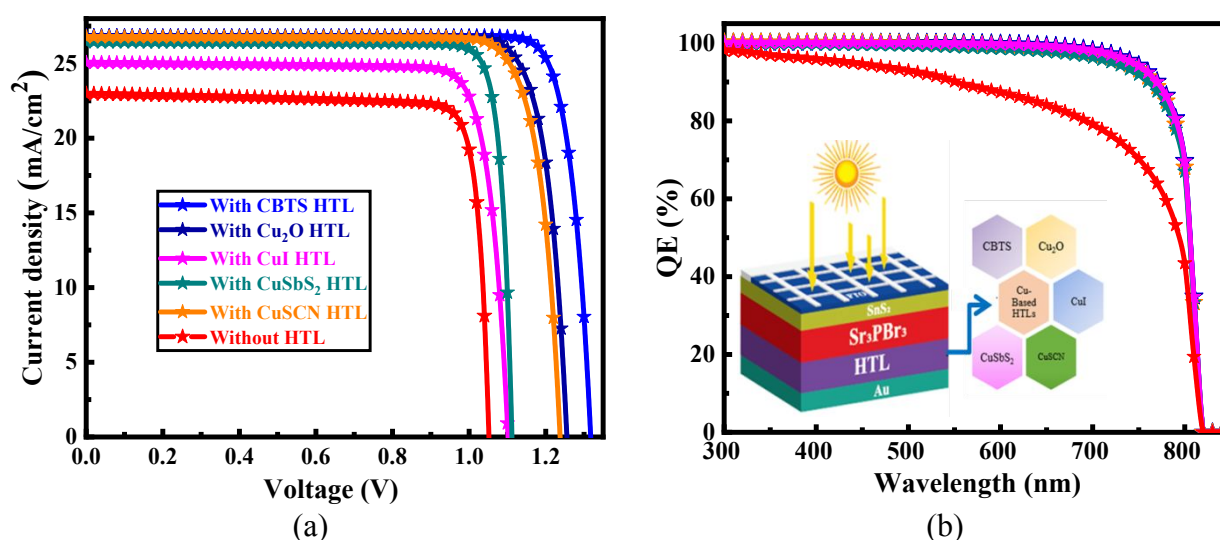 25
20
15
10
5
0
0.0 0.2 0.4 0.6 0.8 1.0 1.2
Current density (mA/cm²)
Voltage (V)
With CBTS HTL
With Cu₂O HTL
With CuI HTL
With CuSbS₂ HTL
With CuSCN HTL
Without HTL
(a)
100
80
60
40
20
0
300 400 500 600 700 800
QE (%)
Wavelength (nm)
FTO
SnS₂
Sr₃PBr₃
HTL
Au
CBTS
Cu₂O
Cu-
Based
HTLs
CuI
CuSbS₂
CuSCN
(b)